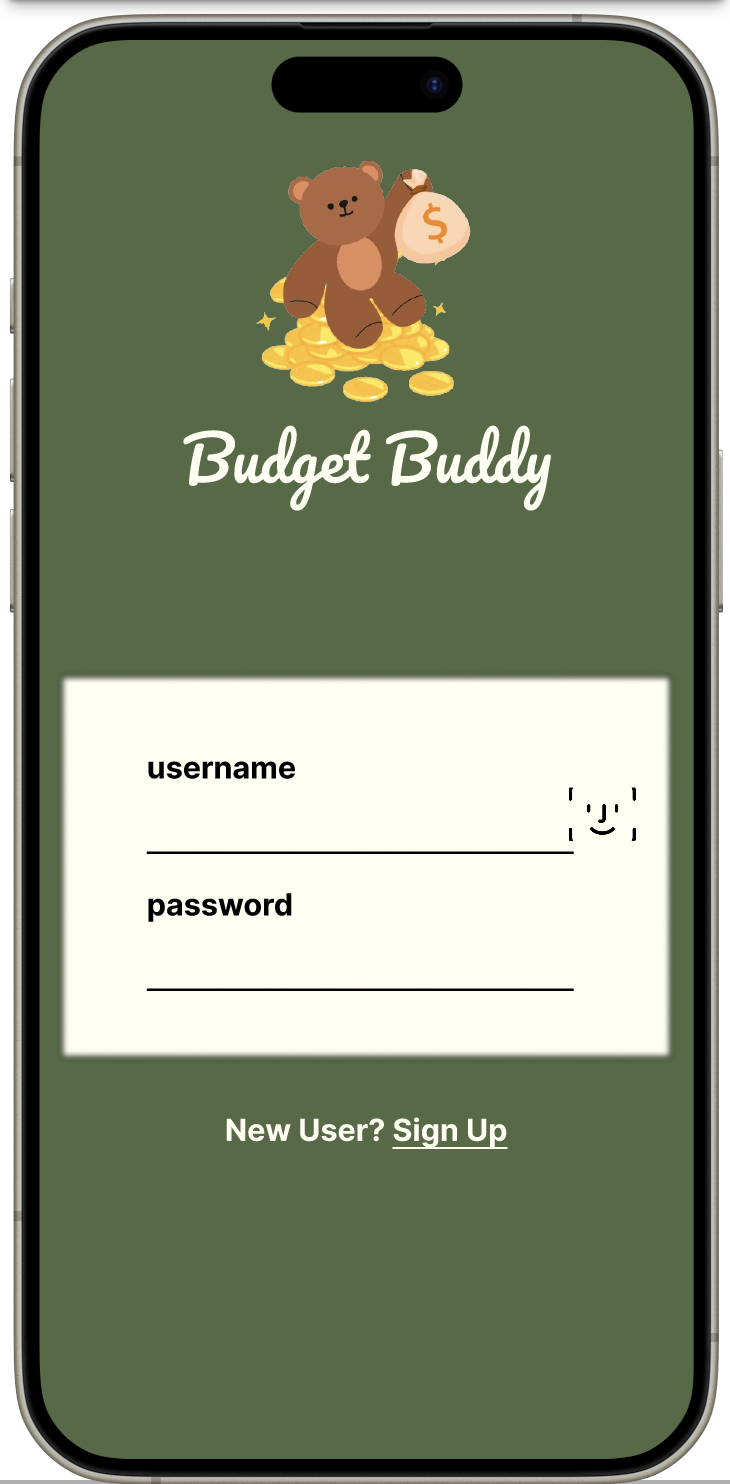 $
Budget Buddy
username
password
New User? Sign Up